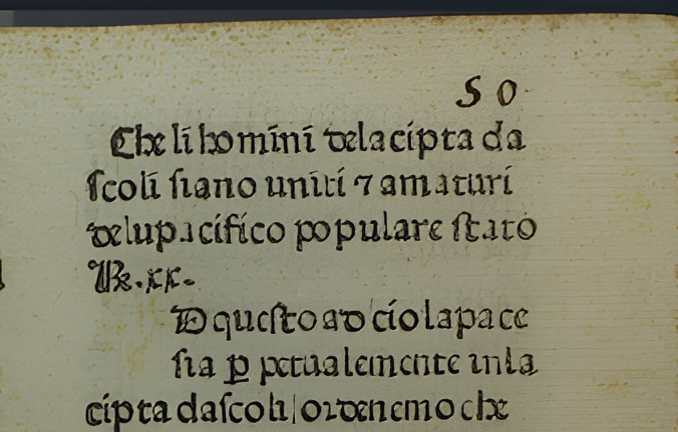 50
Che li homini dela cipta da
scoli siano uniti ⁊ amaturi
delu pacifico populare stato
R.xx.
D questo ad cio la pace
sia ꝑ petualemente in la
cipta dascoli ordenemo che